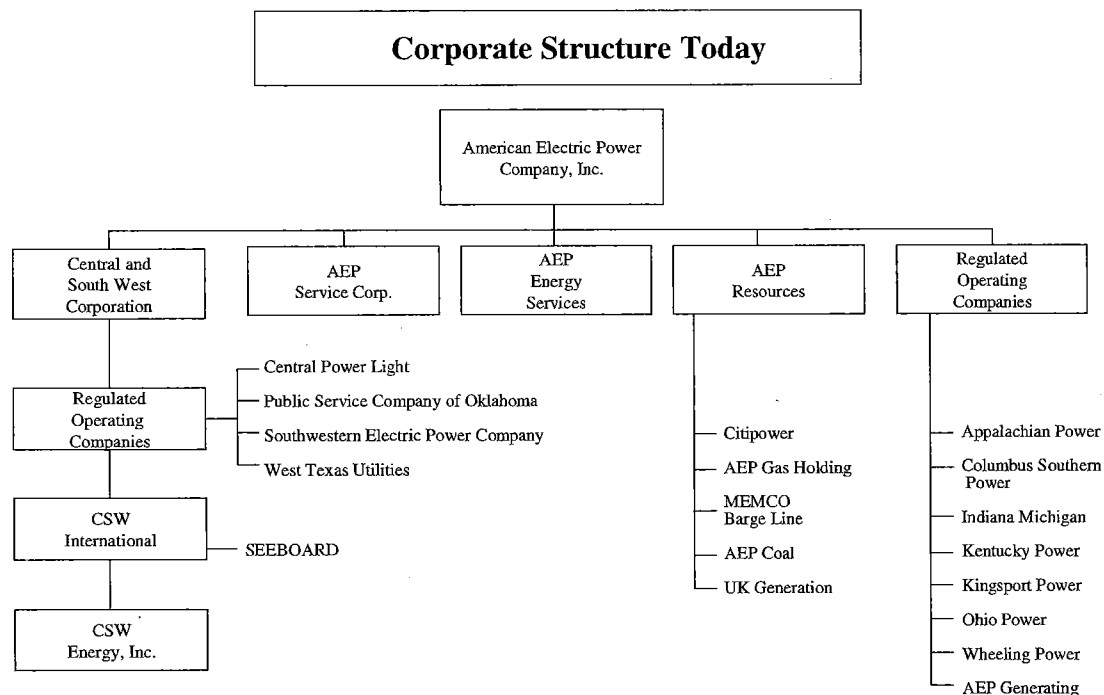 Corporate Structure Today
American Electric Power
Company, Inc.
Central and
South West
Corporation
AEP
Service Corp.
AEP
Energy
Services
AEP
Resources
Regulated
Operating
Companies
Regulated
Operating
Companies
Central Power Light
Public Service Company of Oklahoma
Southwestern Electric Power Company
West Texas Utilities
CSW
International
SEEBOARD
CSW
Energy, Inc.
Citipower
AEP Gas Holding
MEMCO
Barge Line
AEP Coal
UK Generation
Appalachian Power
Columbus Southern
Power
Indiana Michigan
Kentucky Power
Kingsport Power
Ohio Power
Wheeling Power
AEP Generating